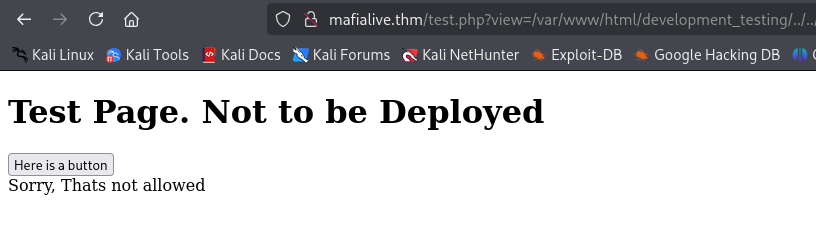 mafialive.thm/test.php?view=/var/www/html/development_testing/../../
Kali Linux Kali Tools Kali Docs Kali Forums Kali NetHunter Exploit-DB Google Hacking DB
Test Page. Not to be Deployed
Here is a button
Sorry, Thats not allowed